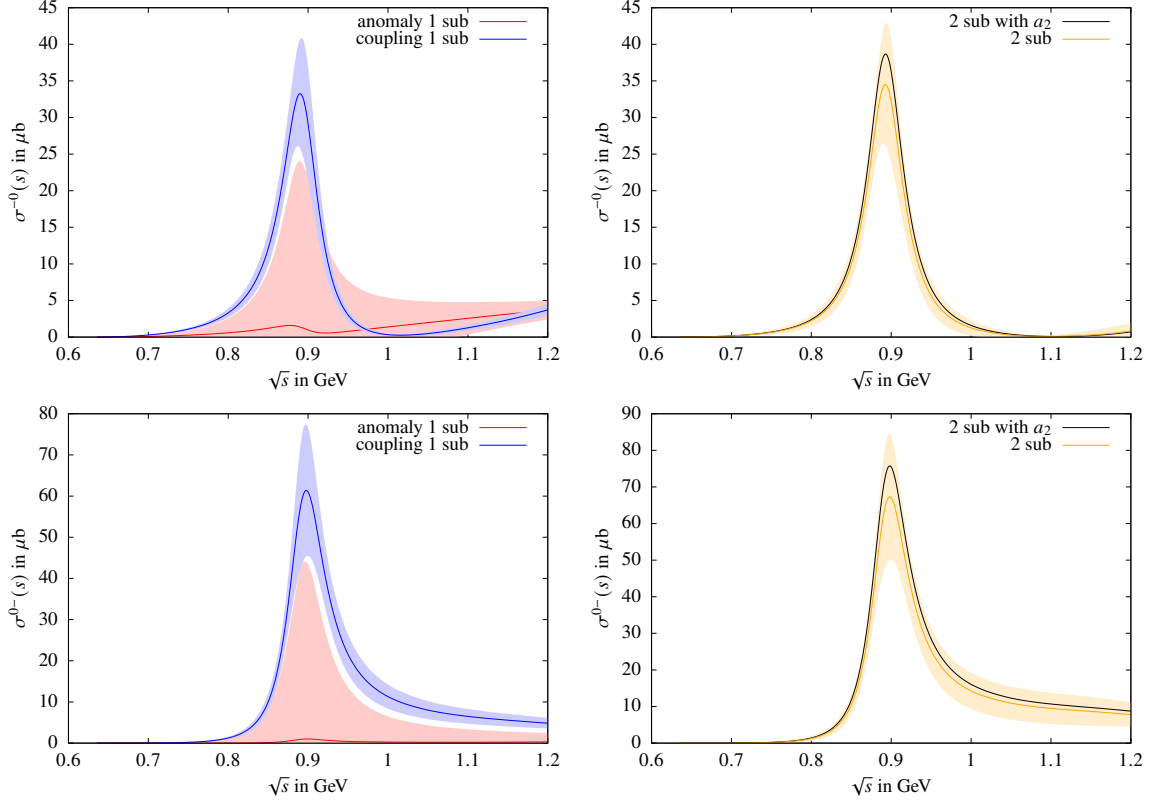 45
40
35
30
25
20
15
10
5
0
0.6 0.7 0.8 0.9 1 1.1 1.2
σ⁻⁰(s) in μb
√s in GeV
anomaly 1 sub
coupling 1 sub
45
40
35
30
25
20
15
10
5
0
0.6 0.7 0.8 0.9 1 1.1 1.2
σ⁻⁰(s) in μb
√s in GeV
2 sub with a₂
2 sub
80
70
60
50
40
30
20
10
0
0.6 0.7 0.8 0.9 1 1.1 1.2
σ⁰⁻(s) in μb
√s in GeV
anomaly 1 sub
coupling 1 sub
90
80
70
60
50
40
30
20
10
0
0.6 0.7 0.8 0.9 1 1.1 1.2
σ⁰⁻(s) in μb
√s in GeV
2 sub with a₂
2 sub